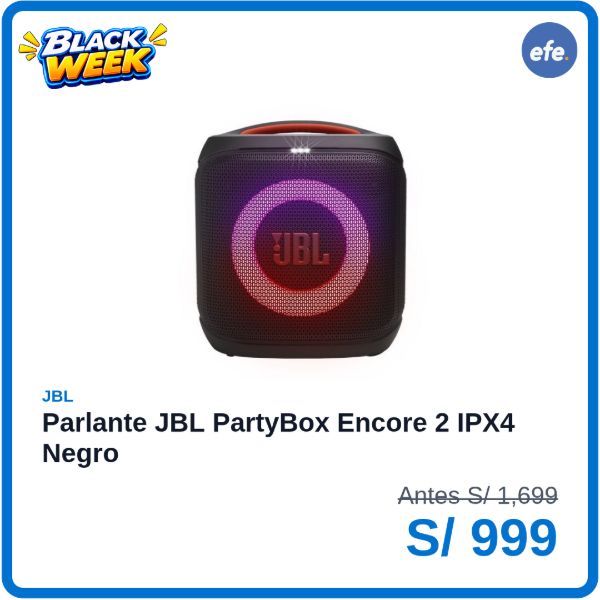 BLACK
WEEK
efe.
JBL
JBL
Parlante JBL PartyBox Encore 2 IPX4
Negro
Antes S/ 1,699
S/ 999